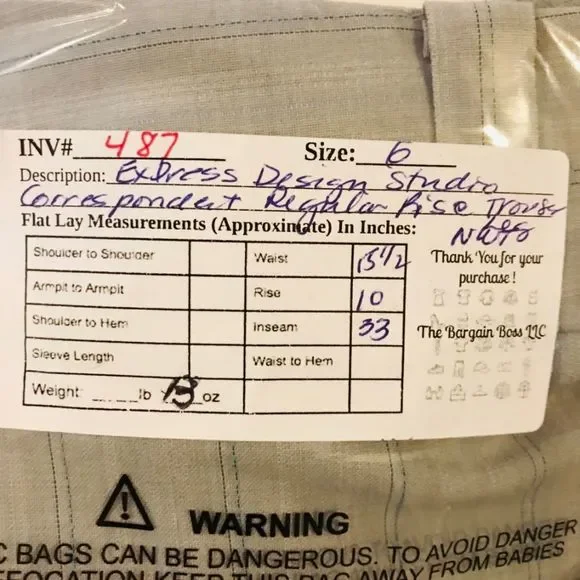 INV# 487 Size: 6
Description: Express Design Studio
Correspondent Regular Rise Trouser
NWTS
Flat Lay Measurements (Approximate) In Inches:
Shoulder to Shoulder Waist 15 1/2
Armpit to Armpit Rise 10
Shoulder to Hem Inseam 33
Sleeve Length Waist to Hem
Weight: ____lb 13 oz
Thank You for your
purchase!
The Bargain Boss LLC
WARNING
C BAGS CAN BE DANGEROUS. TO AVOID DANGER
FFOCATION KEEP THIS BAG AWAY FROM BABIES